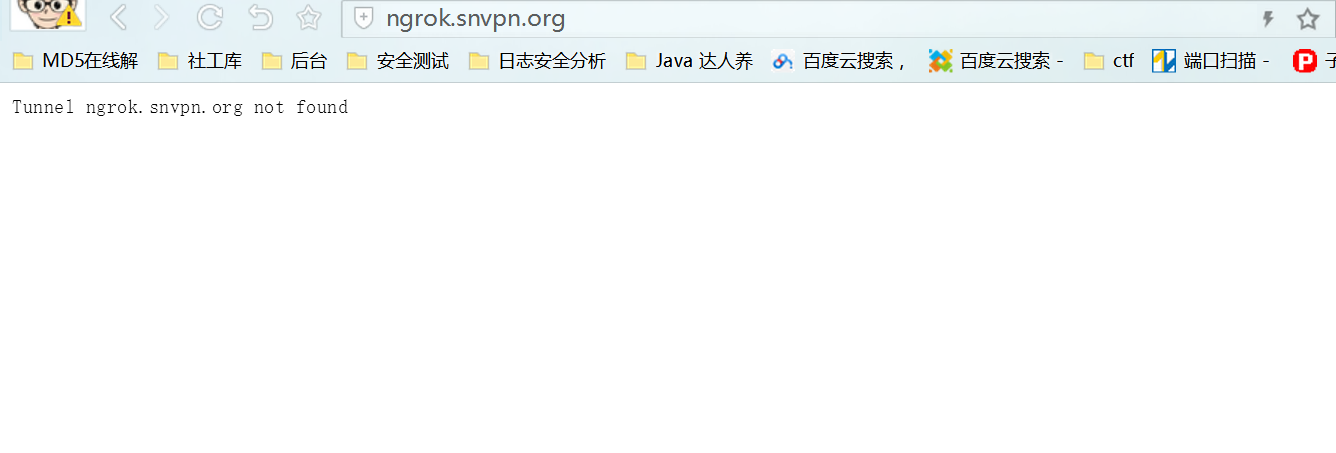 ngrok.snvpn.org
MD5在线解 社工库 后台 安全测试 日志安全分析 Java 达人养 百度云搜索， 百度云搜索 - ctf 端口扫描 - 子
Tunnel ngrok.snvpn.org not found